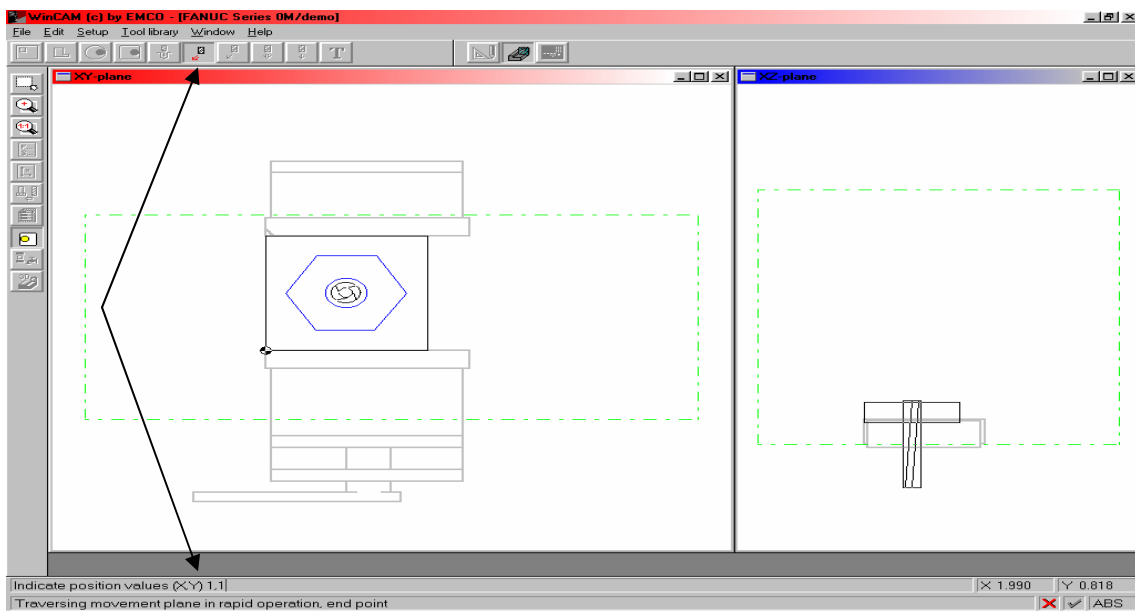 WinCAM (c) by EMCO - [FANUC Series 0M/demo]
File Edit Setup Tool library Window Help
T
XY-plane
XZ-plane
Indicate position values (X,Y) 1,1
X 1.990
Y 0.818
Traversing movement plane in rapid operation, end point
ABS